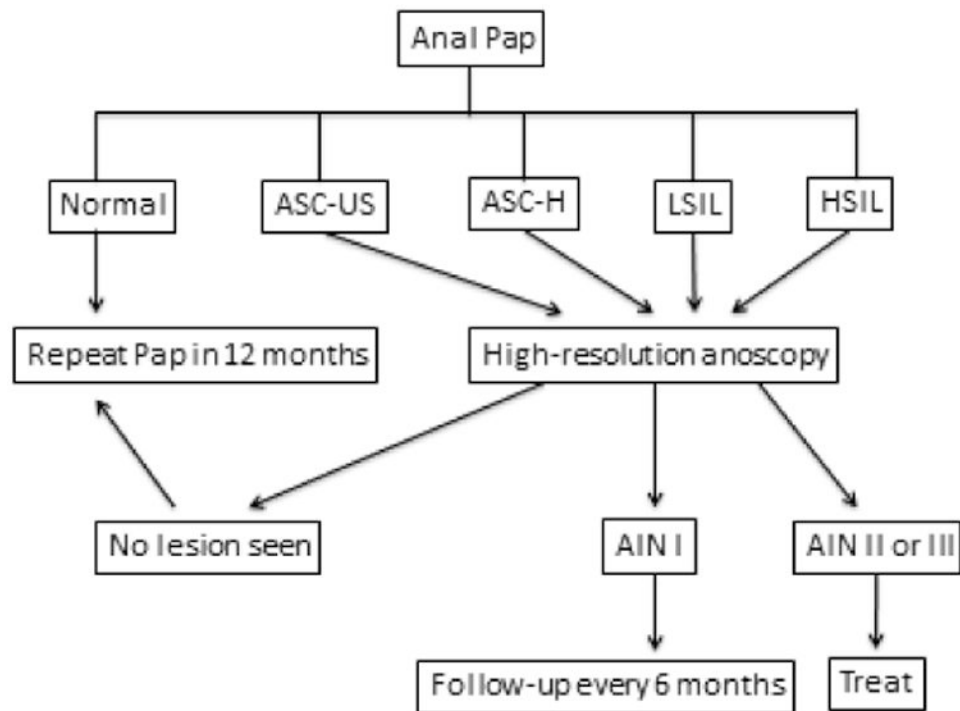 Anal Pap
Normal
ASC-US
ASC-H
LSIL
HSIL
Repeat Pap in 12 months
High-resolution anoscopy
No lesion seen
AIN I
AIN II or III
Follow-up every 6 months
Treat